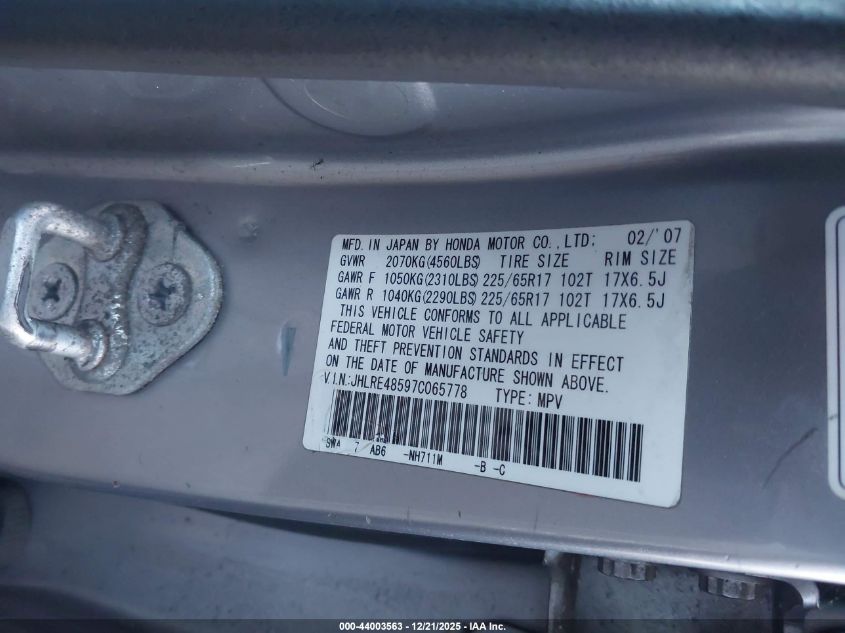 MFD. IN JAPAN BY HONDA MOTOR CO.,LTD: 02/'07
GVWR 2070KG(4560LBS) TIRE SIZE RIM SIZE
GAWR F 1050KG(2310LBS) 225/65R17 102T 17X6.5J
GAWR R 1040KG(2290LBS) 225/65R17 102T 17X6.5J
THIS VEHICLE CONFORMS TO ALL APPLICABLE
FEDERAL MOTOR VEHICLE SAFETY
AND THEFT PREVENTION STANDARDS IN EFFECT
ON THE DATE OF MANUFACTURE SHOWN ABOVE.
V.I.N:JHLRE48597C065778 TYPE: MPV
SWA 7 AB6 -NH711M -B -C
000-44003563 - 12/21/2025 - IAA Inc.